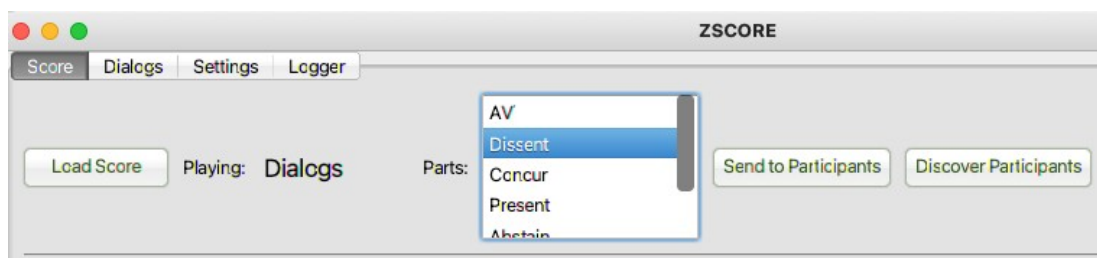 ZSCORE
Score Dialogs Settings Logger
Load Score Playing: Dialogs Parts: Send to Participants Discover Participants
AV
Dissent
Concur
Present
Abstain